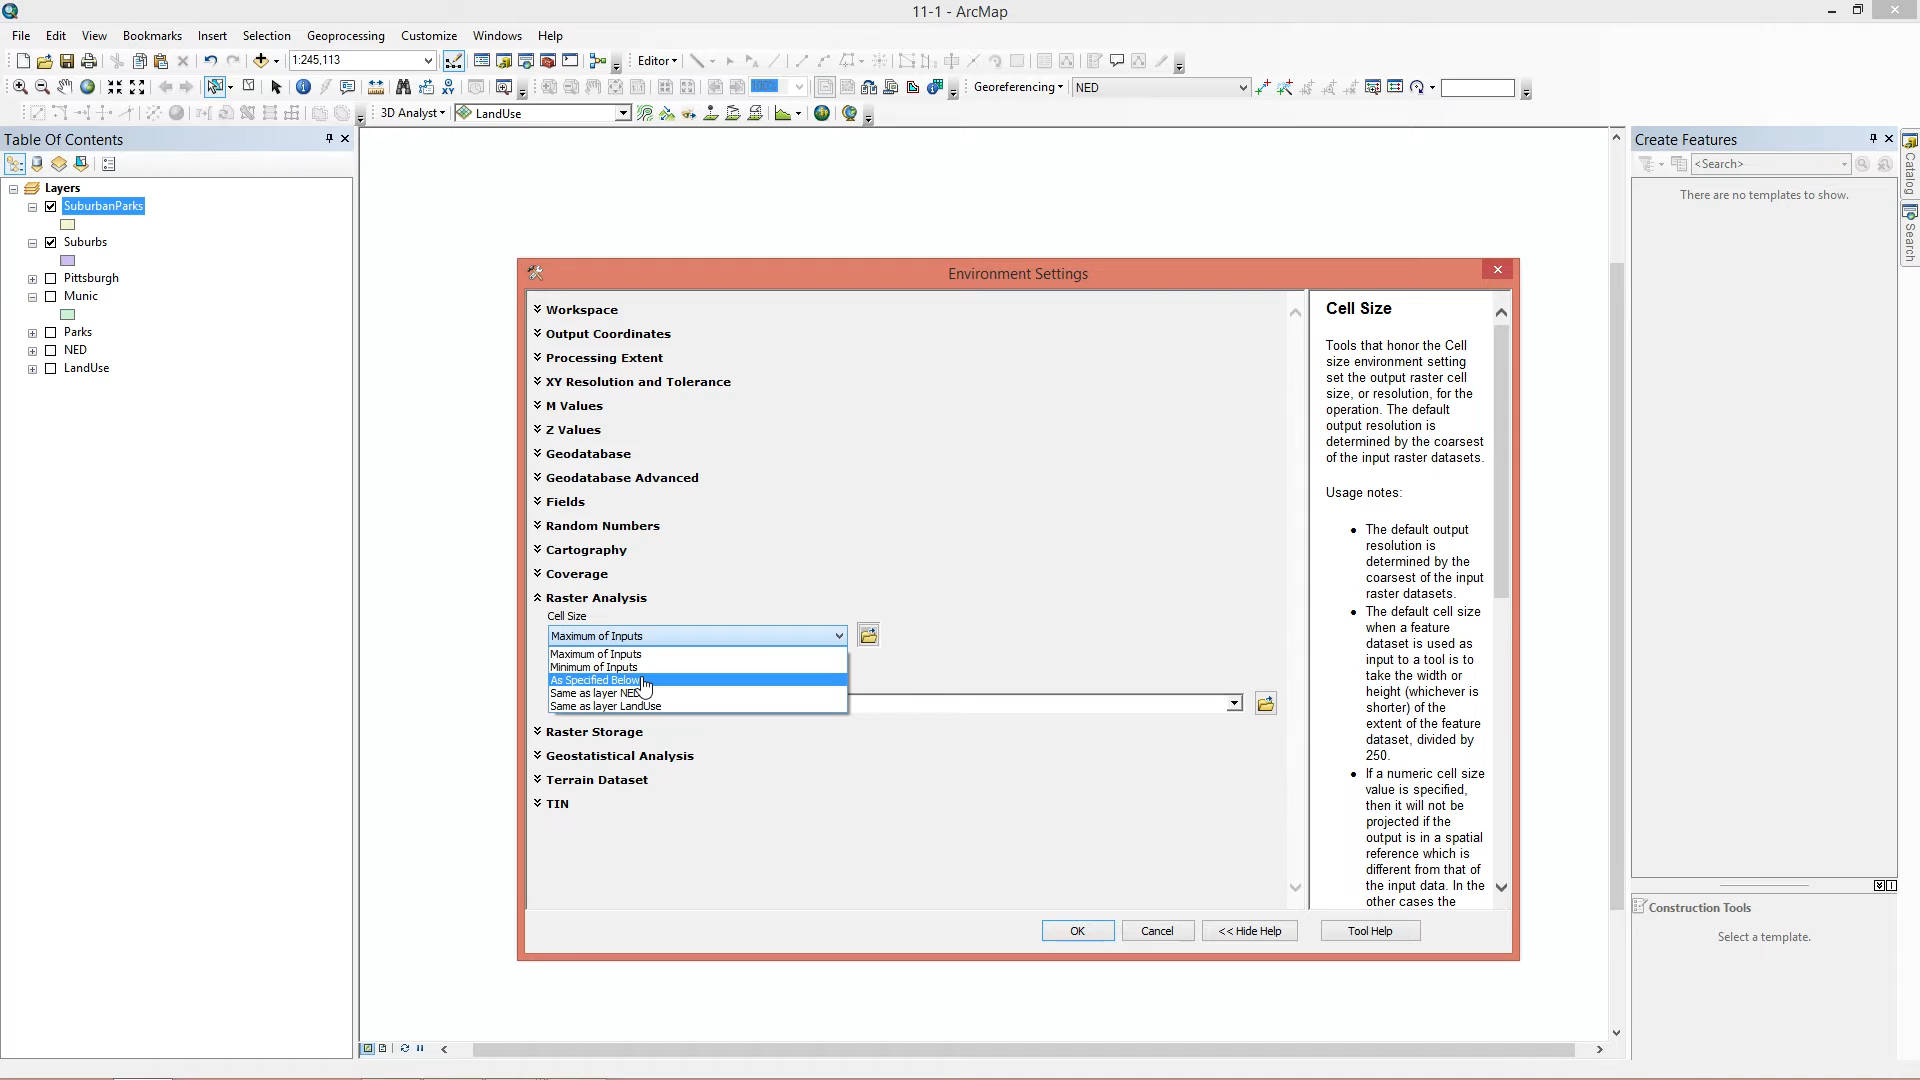 11-1 - ArcMap
File Edit View Bookmarks Insert Selection Geoprocessing Customize Windows Help
1:245,113 Editor
100% Georeferencing NED
3D Analyst LandUse
Table Of Contents
Layers
SuburbanParks
Suburbs
Pittsburgh
Munic
Parks
NED
LandUse
Environment Settings
Workspace
Output Coordinates
Processing Extent
XY Resolution and Tolerance
M Values
Z Values
Geodatabase
Geodatabase Advanced
Fields
Random Numbers
Cartography
Coverage
Raster Analysis
Cell Size
Maximum of Inputs
Maximum of Inputs
Minimum of Inputs
As Specified Below
Same as layer NED
Same as layer LandUse
Raster Storage
Geostatistical Analysis
Terrain Dataset
TIN
Cell Size
Tools that honor the Cell
size environment setting
set the output raster cell
size, or resolution, for the
operation. The default
output resolution is
determined by the coarsest
of the input raster datasets.
Usage notes:
• The default output
resolution is
determined by the
coarsest of the input
raster datasets.
• The default cell size
when a feature
dataset is used as
input to a tool is to
take the width or
height (whichever is
shorter) of the
extent of the feature
dataset, divided by
250.
• If a numeric cell size
value is specified,
then it will not be
projected if the
output is in a spatial
reference which is
different from that of
the input data. In the
other cases the
OK Cancel << Hide Help Tool Help
Create Features
<Search>
There are no templates to show.
Construction Tools
Select a template.
Catalog
Search